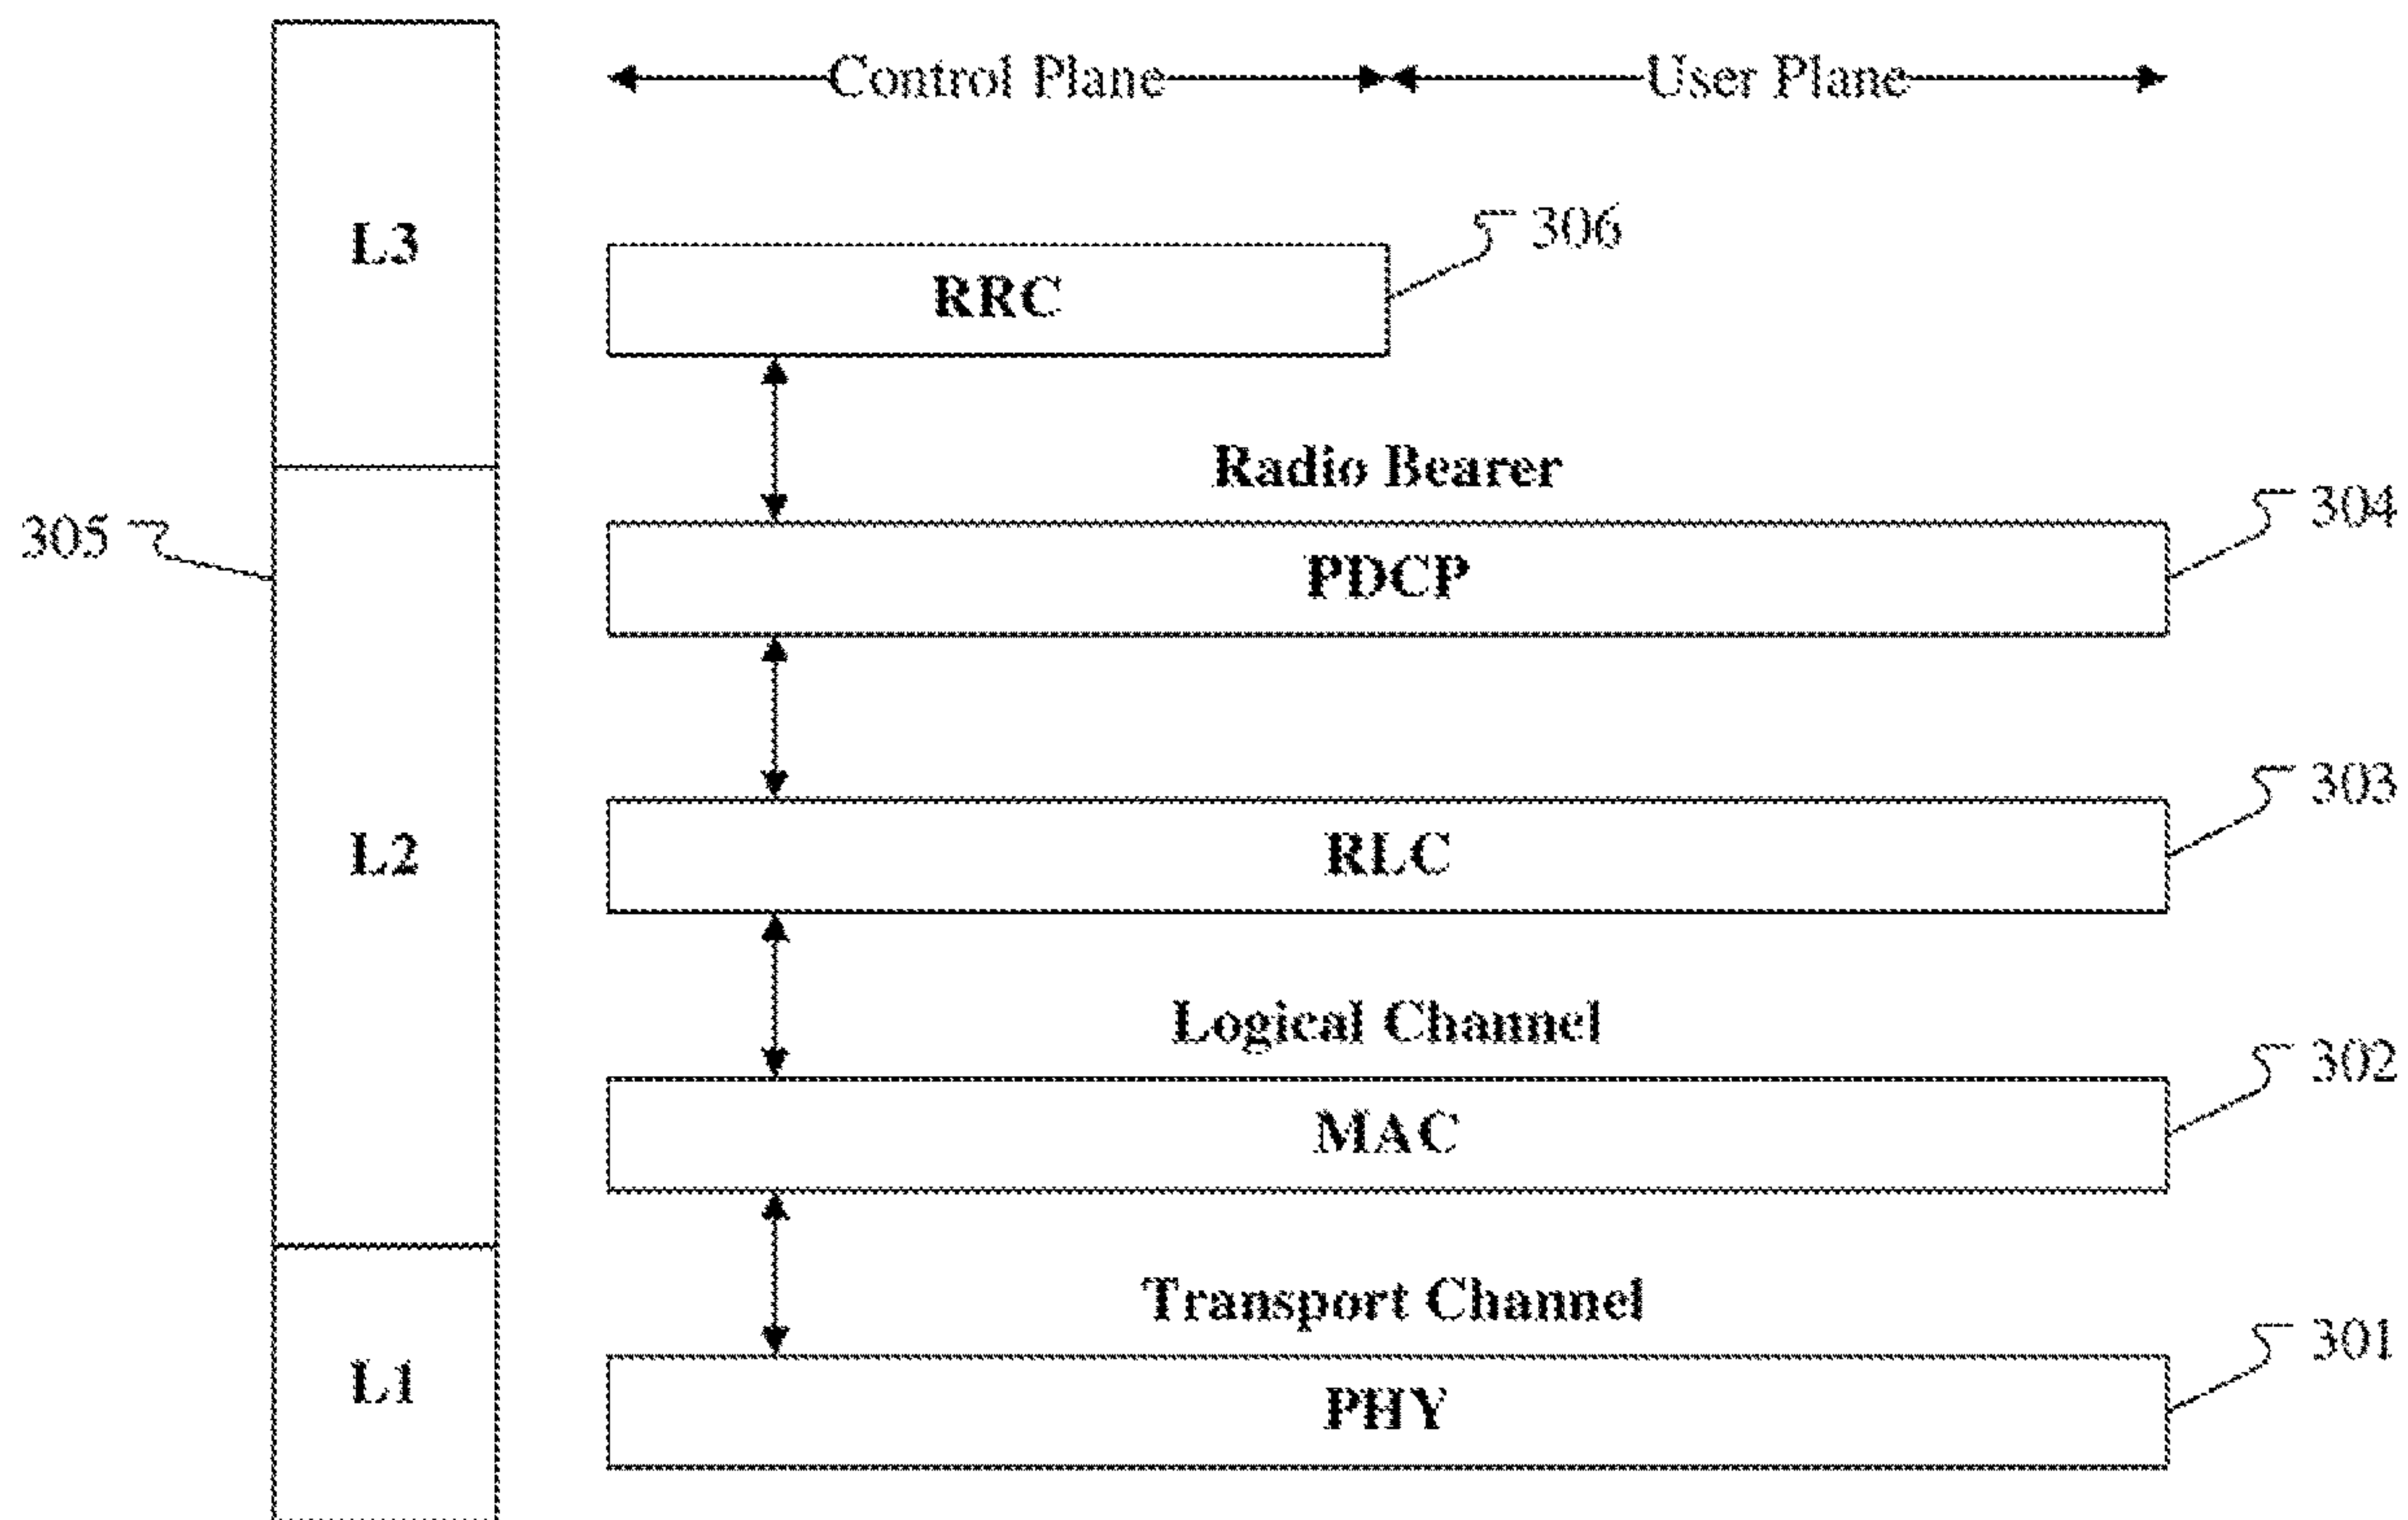 Control Plane User Plane
L3
306
RRC
Radio Bearer
304
305
PDCP
303
L2
RLC
Logical Channel
302
MAC
Transport Channel
301
L1
PHY